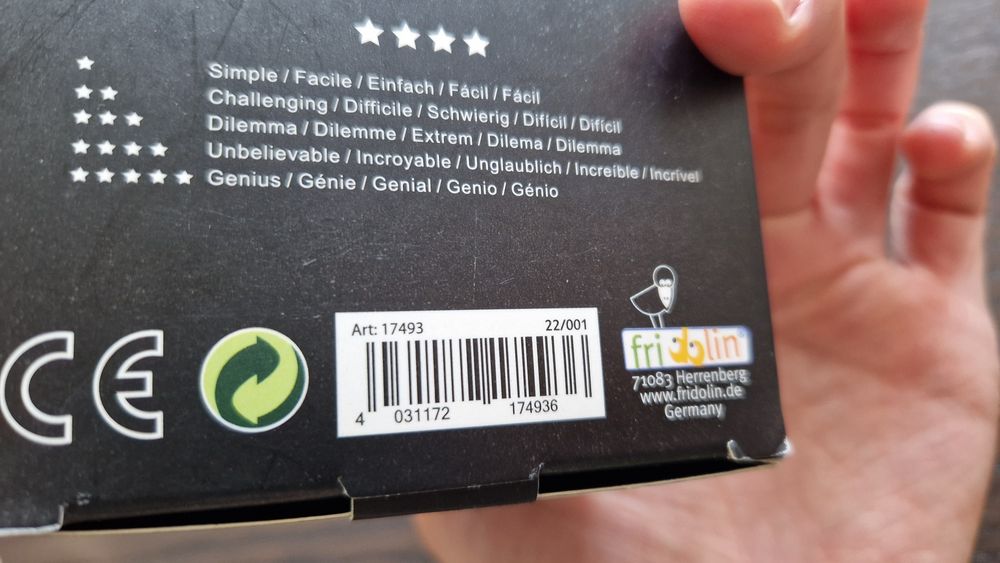 ★★★★
★ Simple / Facile / Einfach / Fácil / Fácil
★★ Challenging / Difficile / Schwierig / Difícil / Difícil
★★★ Dilemma / Dilemme / Extrem / Dilema / Dilemma
★★★★ Unbelievable / Incroyable / Unglaublich / Increíble / Incrível
★★★★★ Genius / Génie / Genial / Genio / Génio
CE
Art: 17493 22/001
4 031172 174936
fridolin
71083 Herrenberg
www.fridolin.de
Germany